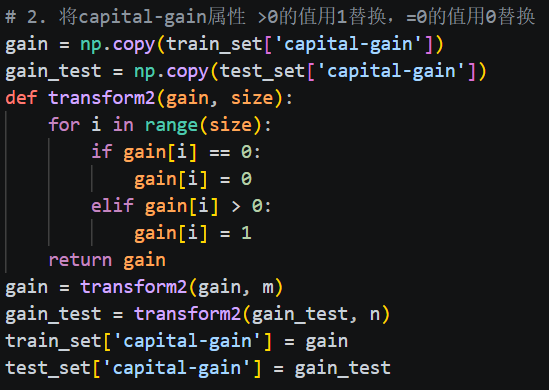 # 2. 将capital-gain属性 >0的值用1替换，=0的值用0替换
gain = np.copy(train_set['capital-gain'])
gain_test = np.copy(test_set['capital-gain'])
def transform2(gain, size):
    for i in range(size):
        if gain[i] == 0:
            gain[i] = 0
        elif gain[i] > 0:
            gain[i] = 1
    return gain
gain = transform2(gain, m)
gain_test = transform2(gain_test, n)
train_set['capital-gain'] = gain
test_set['capital-gain'] = gain_test